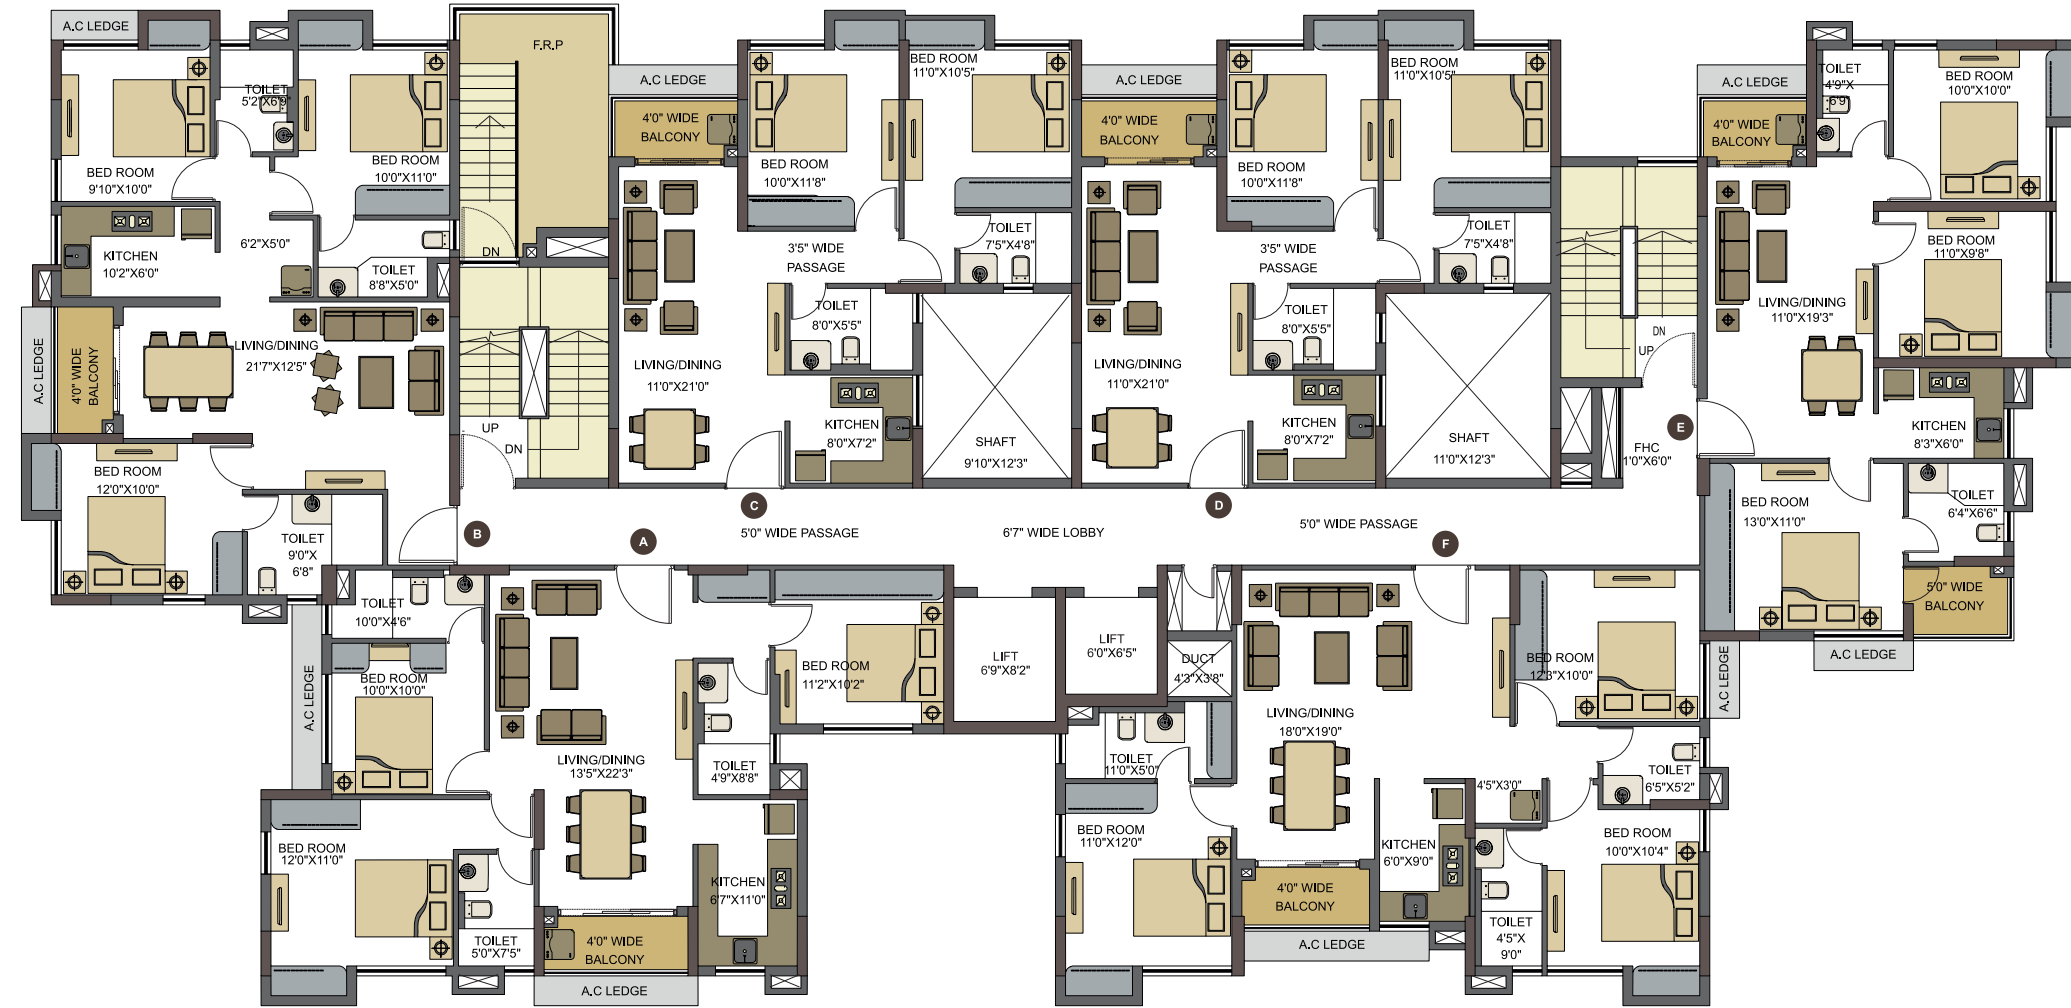 A.C LEDGE
F.R.P
TOILET
5'2"X6'9"
BED ROOM
9'10"X10'0"
BED ROOM
10'0"X11'0"
KITCHEN
10'2"X6'0"
6'2"X5'0"
TOILET
8'8"X5'0"
DN
LIVING/DINING
21'7"X12'5"
4'0" WIDE
BALCONY
A.C LEDGE
UP
DN
BED ROOM
12'0"X10'0"
TOILET
9'0"X
6'8"
B
A.C LEDGE
4'0" WIDE
BALCONY
BED ROOM
10'0"X11'8"
BED ROOM
11'0"X10'5"
TOILET
7'5"X4'8"
3'5" WIDE
PASSAGE
TOILET
8'0"X5'5"
LIVING/DINING
11'0"X21'0"
KITCHEN
8'0"X7'2"
SHAFT
9'10"X12'3"
C
A.C LEDGE
4'0" WIDE
BALCONY
BED ROOM
10'0"X11'8"
BED ROOM
11'0"X10'5"
TOILET
7'5"X4'8"
3'5" WIDE
PASSAGE
TOILET
8'0"X5'5"
LIVING/DINING
11'0"X21'0"
KITCHEN
8'0"X7'2"
SHAFT
11'0"X12'3"
D
DN
UP
FHC
1'0"X6'0"
E
A.C LEDGE
4'0" WIDE
BALCONY
TOILET
4'9"X
6'9"
BED ROOM
10'0"X10'0"
BED ROOM
11'0"X9'8"
LIVING/DINING
11'0"X19'3"
KITCHEN
8'3"X6'0"
BED ROOM
13'0"X11'0"
TOILET
6'4"X6'6"
5'0" WIDE
BALCONY
A.C LEDGE
A
5'0" WIDE PASSAGE
6'7" WIDE LOBBY
5'0" WIDE PASSAGE
F
TOILET
10'0"X4'6"
BED ROOM
10'0"X10'0"
A.C LEDGE
LIVING/DINING
13'5"X22'3"
BED ROOM
11'2"X10'2"
TOILET
4'9"X8'8"
BED ROOM
12'0"X11'0"
TOILET
5'0"X7'5"
4'0" WIDE
BALCONY
A.C LEDGE
KITCHEN
6'7"X11'0"
LIFT
6'9"X8'2"
LIFT
6'0"X6'5"
DUCT
4'3"X3'8"
LIVING/DINING
18'0"X19'0"
TOILET
11'0"X5'0"
BED ROOM
11'0"X12'0"
4'0" WIDE
BALCONY
A.C LEDGE
KITCHEN
6'0"X9'0"
BED ROOM
12'3"X10'0"
A.C LEDGE
4'5"X3'0"
TOILET
6'5"X5'2"
BED ROOM
10'0"X10'4"
TOILET
4'5"X
9'0"